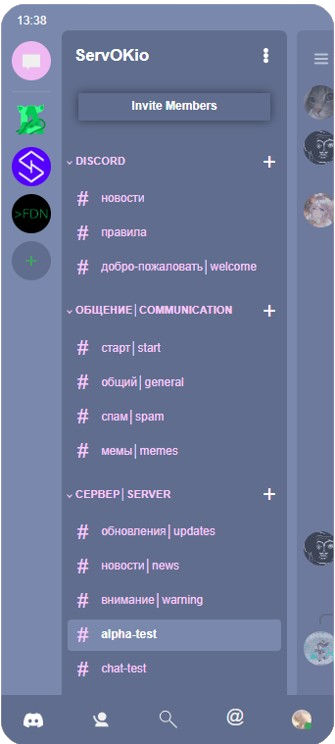 13:38
ServOKio
Invite Members
DISCORD
# новости
# правила
>FDN
# добро-пожаловать│welcome
ОБЩЕНИЕ│COMMUNICATION
# старт│start
# общий│general
# спам│spam
# мемы│memes
СЕРВЕР│SERVER
# обновления│updates
# новости│news
# внимание│warning
# alpha-test
# chat-test